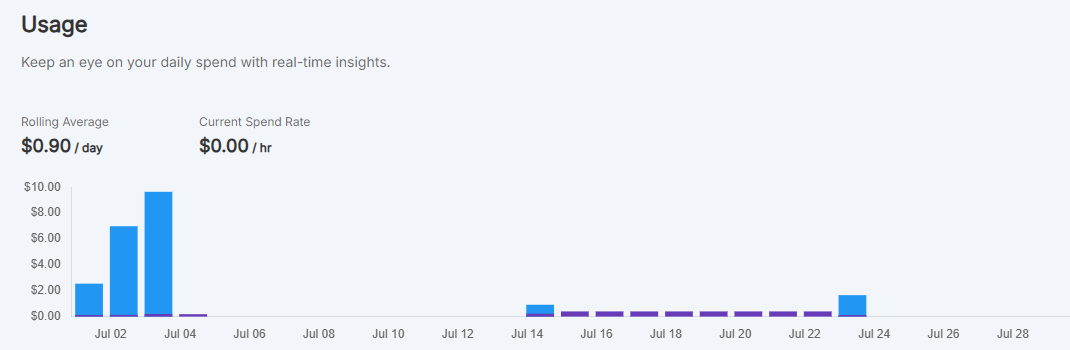 Usage
Keep an eye on your daily spend with real-time insights.
Rolling Average
$0.90 / day
Current Spend Rate
$0.00 / hr
$10.00
$8.00
$6.00
$4.00
$2.00
$0.00
Jul 02 Jul 04 Jul 06 Jul 08 Jul 10 Jul 12 Jul 14 Jul 16 Jul 18 Jul 20 Jul 22 Jul 24 Jul 26 Jul 28